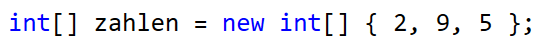 int[] zahlen = new int[] { 2, 9, 5 };